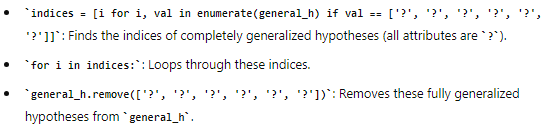 • `indices = [i for i, val in enumerate(general_h) if val == ['?', '?', '?', '?', '?',
'?']]`: Finds the indices of completely generalized hypotheses (all attributes are `?`).
• `for i in indices:`: Loops through these indices.
• `general_h.remove(['?', '?', '?', '?', '?', '?'])`: Removes these fully generalized
hypotheses from `general_h`.